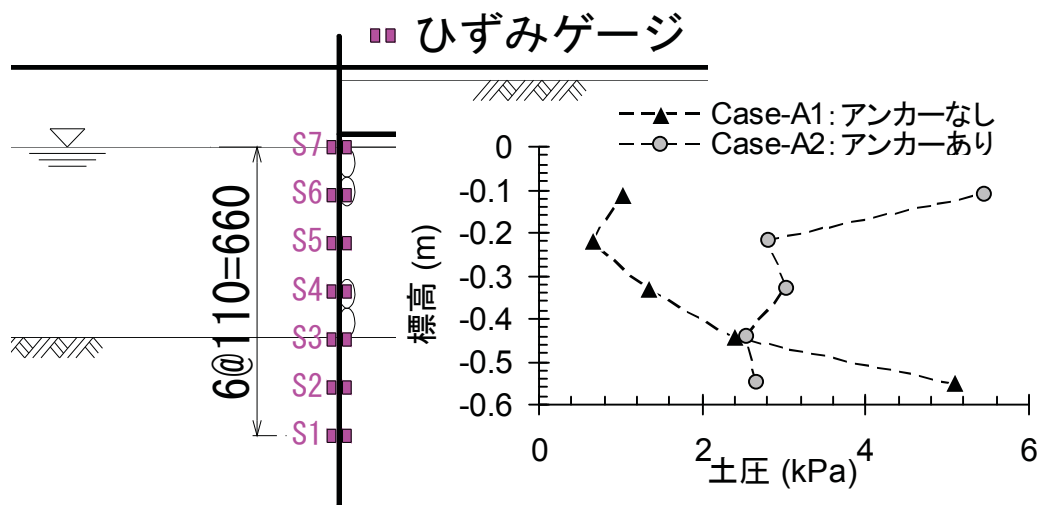 ひずみゲージ
S7
S6
S5
S4
S3
S2
S1
6@110=660
Case-A1: アンカーなし
Case-A2: アンカーあり
0
-0.1
-0.2
-0.3
-0.4
-0.5
-0.6
標高 (m)
0
2
4
6
土圧 (kPa)